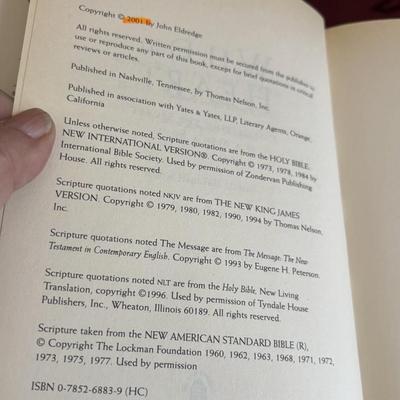 Copyright © 2001 by John Eldredge
All rights reserved. Written permission must be secured from the publisher to
use or reproduce any part of this book, except for brief quotations in critical
reviews or articles.
Published in Nashville, Tennessee, by Thomas Nelson, Inc.
Published in association with Yates & Yates, LLP, Literary Agents, Orange,
California
Unless otherwise noted, Scripture quotations are from the HOLY BIBLE,
NEW INTERNATIONAL VERSION®. Copyright © 1973, 1978, 1984 by
International Bible Society. Used by permission of Zondervan Publishing
House. All rights reserved.
Scripture quotations noted NKJV are from THE NEW KING JAMES
VERSION. Copyright © 1979, 1980, 1982, 1990, 1994 by Thomas Nelson,
Inc.
Scripture quotations noted The Message are from The Message: The New
Testament in Contemporary English. Copyright © 1993 by Eugene H. Peterson.
Scripture quotations noted NLT are from the Holy Bible, New Living
Translation, copyright ©1996. Used by permission of Tyndale House
Publishers, Inc., Wheaton, Illinois 60189. All rights reserved.
Scripture taken from the NEW AMERICAN STANDARD BIBLE (R),
© Copyright The Lockman Foundation 1960, 1962, 1963, 1968, 1971, 1972,
1973, 1975, 1977. Used by permission
ISBN 0-7852-6883-9 (HC)